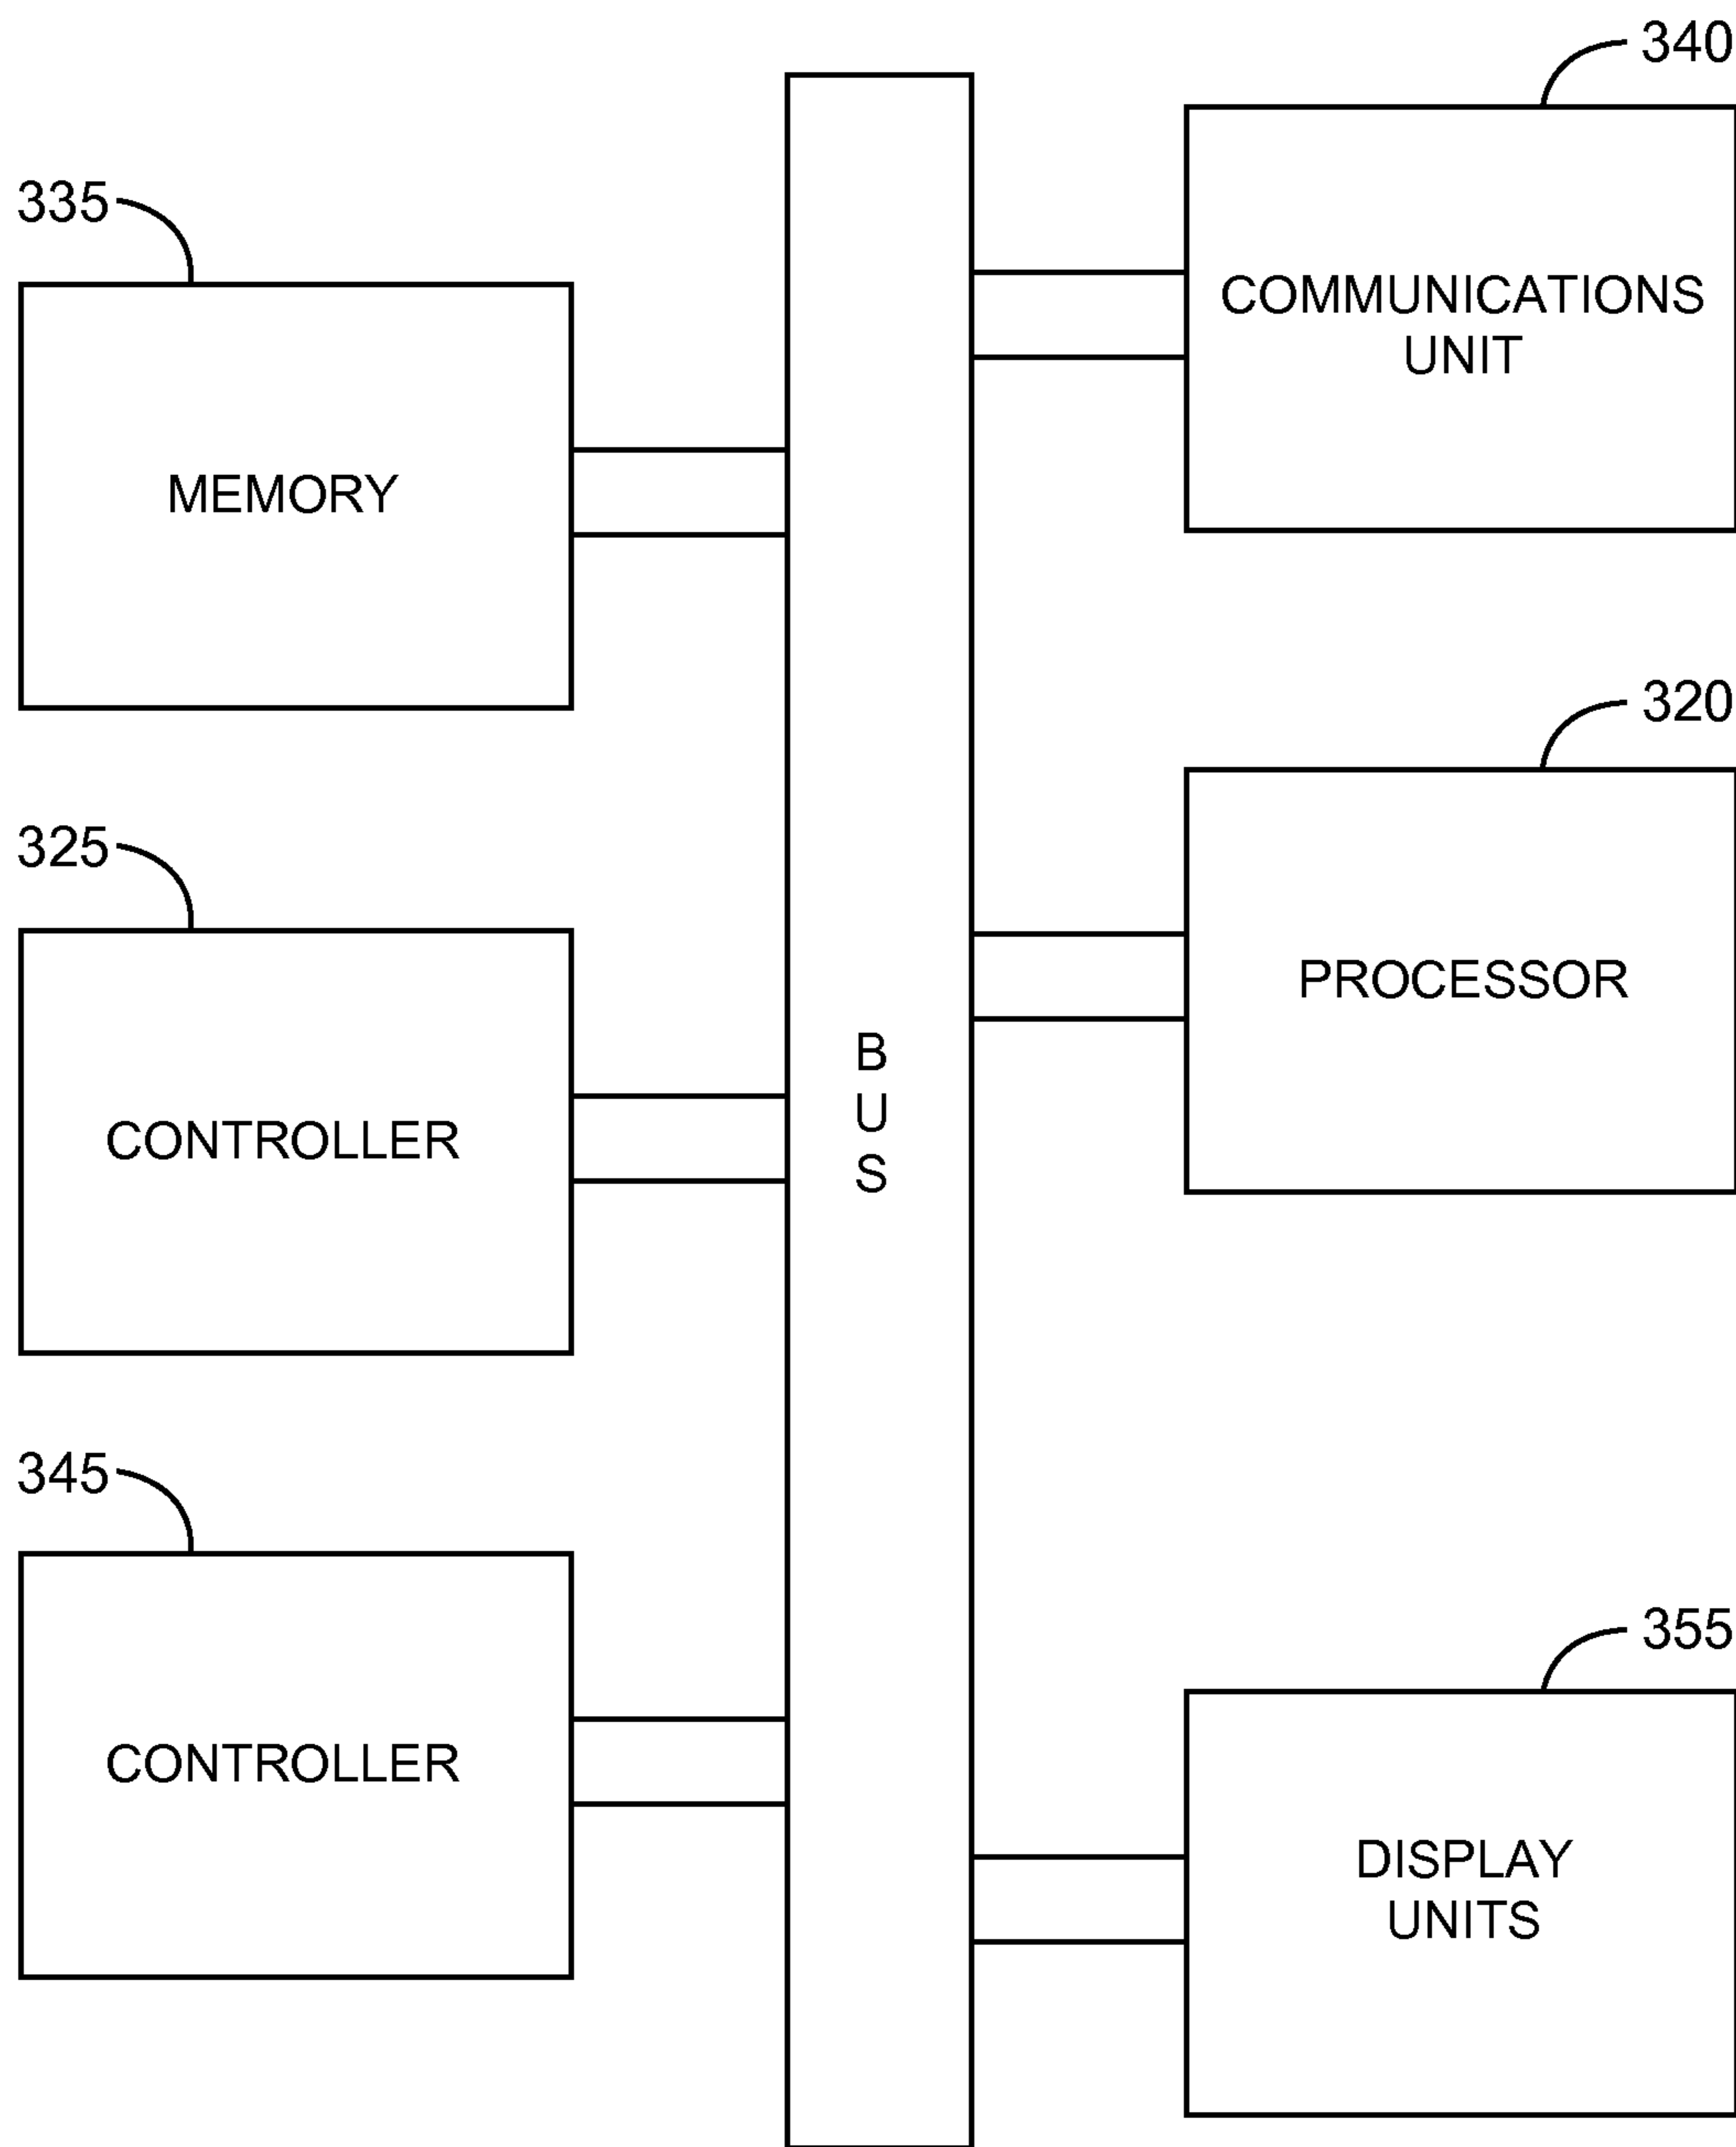 340
COMMUNICATIONS
UNIT
335
MEMORY
320
PROCESSOR
325
CONTROLLER
B
U
S
345
CONTROLLER
355
DISPLAY
UNITS